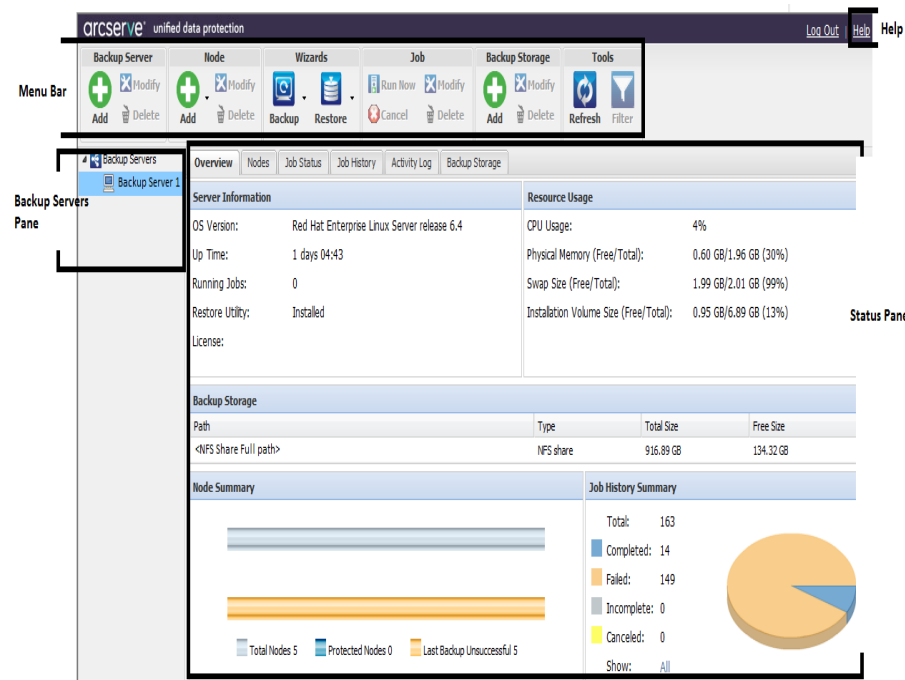 arcserve® unified data protection
Log Out | Help
Help
Menu Bar
Backup Server
Add
Modify
Delete
Node
Add
Modify
Delete
Wizards
Backup
Restore
Job
Run Now
Modify
Cancel
Delete
Backup Storage
Add
Modify
Delete
Tools
Refresh
Filter
Backup Servers
Backup Server 1
Backup Servers
Pane
Overview Nodes Job Status Job History Activity Log Backup Storage
Server Information
OS Version: Red Hat Enterprise Linux Server release 6.4
Up Time: 1 days 04:43
Running Jobs: 0
Restore Utility: Installed
License:
Resource Usage
CPU Usage: 4%
Physical Memory (Free/Total): 0.60 GB/1.96 GB (30%)
Swap Size (Free/Total): 1.99 GB/2.01 GB (99%)
Installation Volume Size (Free/Total): 0.95 GB/6.89 GB (13%)
Status Pane
Backup Storage
Path Type Total Size Free Size
<NFS Share Full path> NFS share 916.89 GB 134.32 GB
Node Summary
Total Nodes 5 Protected Nodes 0 Last Backup Unsuccessful 5
Job History Summary
Total: 163
Completed: 14
Failed: 149
Incomplete: 0
Canceled: 0
Show: All